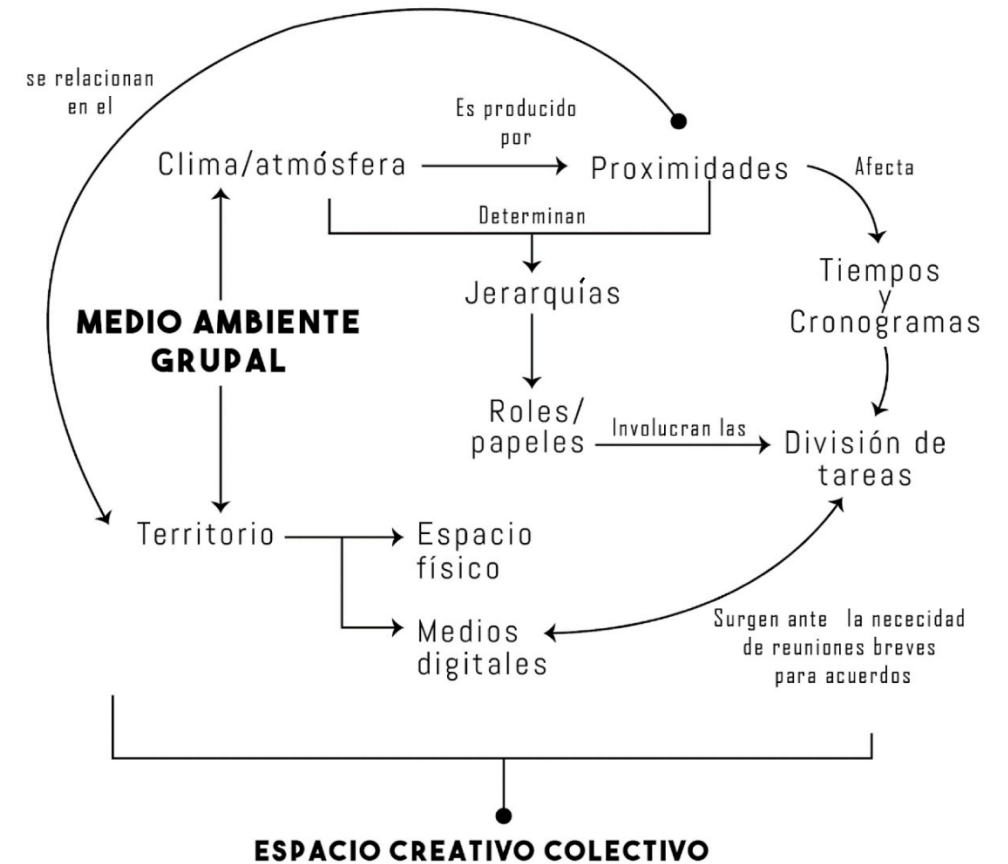 se relacionan
en el
Es producido
por
Clima/atmósfera
Proximidades
Afecta
Determinan
Tiempos
y
Cronogramas
Jerarquías
MEDIO AMBIENTE
GRUPAL
Roles/
papeles
Involucran las
División de
tareas
Territorio
Espacio
físico
Medios
digitales
Surgen ante la nececidad
de reuniones breves
para acuerdos
ESPACIO CREATIVO COLECTIVO